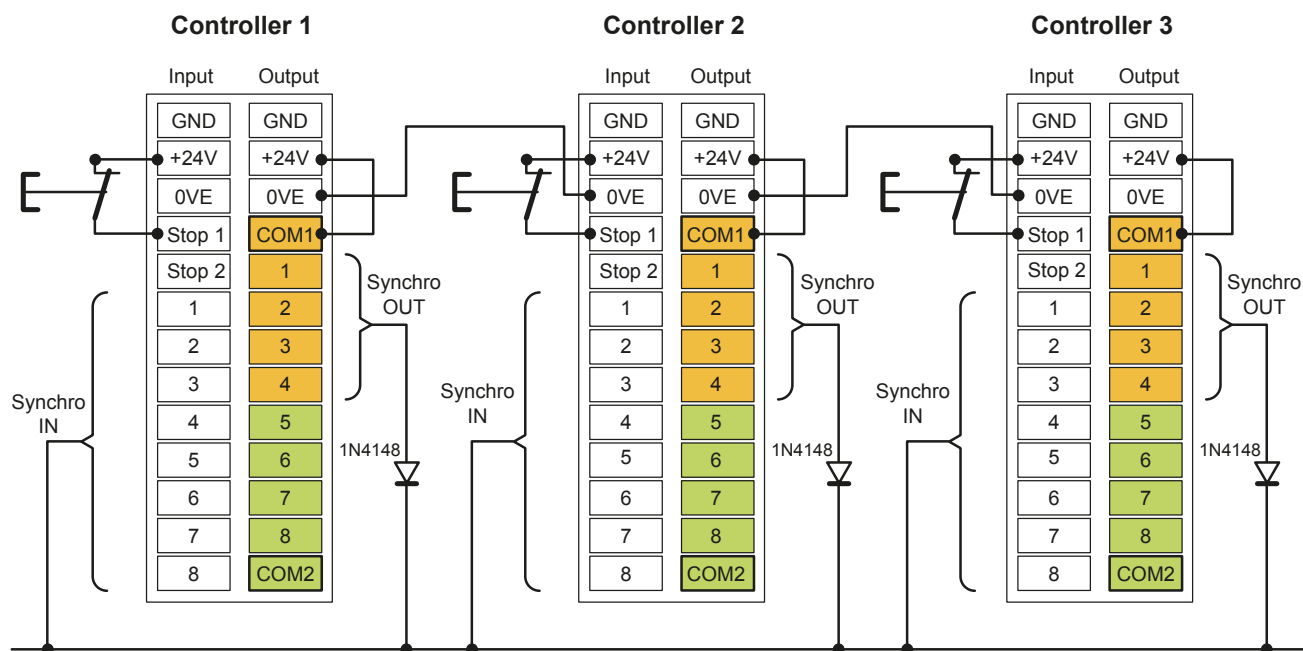 Controller 1 Controller 2 Controller 3
Input Output Input Output Input Output
GND GND GND GND GND GND
+24V +24V +24V +24V +24V +24V
0VE 0VE 0VE 0VE 0VE 0VE
Stop 1 COM1 Stop 1 COM1 Stop 1 COM1
Stop 2 1 Stop 2 1 Stop 2 1
Synchro OUT Synchro OUT Synchro OUT
1 2 1 2 1 2
2 3 2 3 2 3
3 4 3 4 3 4
Synchro IN Synchro IN Synchro IN
4 5 4 5 4 5
5 6 1N4148 5 6 1N4148 5 6 1N4148
6 7 6 7 6 7
7 8 7 8 7 8
8 COM2 8 COM2 8 COM2